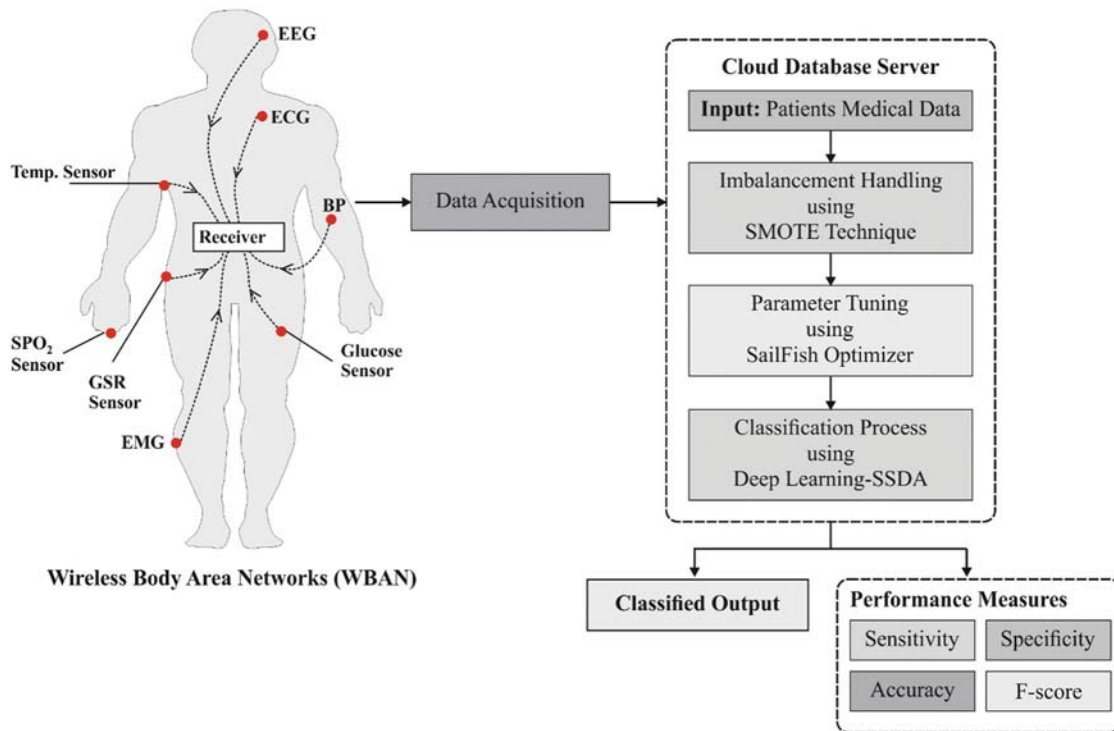 EEG
ECG
Temp. Sensor
BP
Receiver
SPO₂
Sensor
GSR
Sensor
Glucose
Sensor
EMG
Wireless Body Area Networks (WBAN)
Data Acquisition
Cloud Database Server
Input: Patients Medical Data
Imbalancement Handling
using
SMOTE Technique
Parameter Tuning
using
SailFish Optimizer
Classification Process
using
Deep Learning-SSDA
Classified Output
Performance Measures
Sensitivity
Specificity
Accuracy
F-score